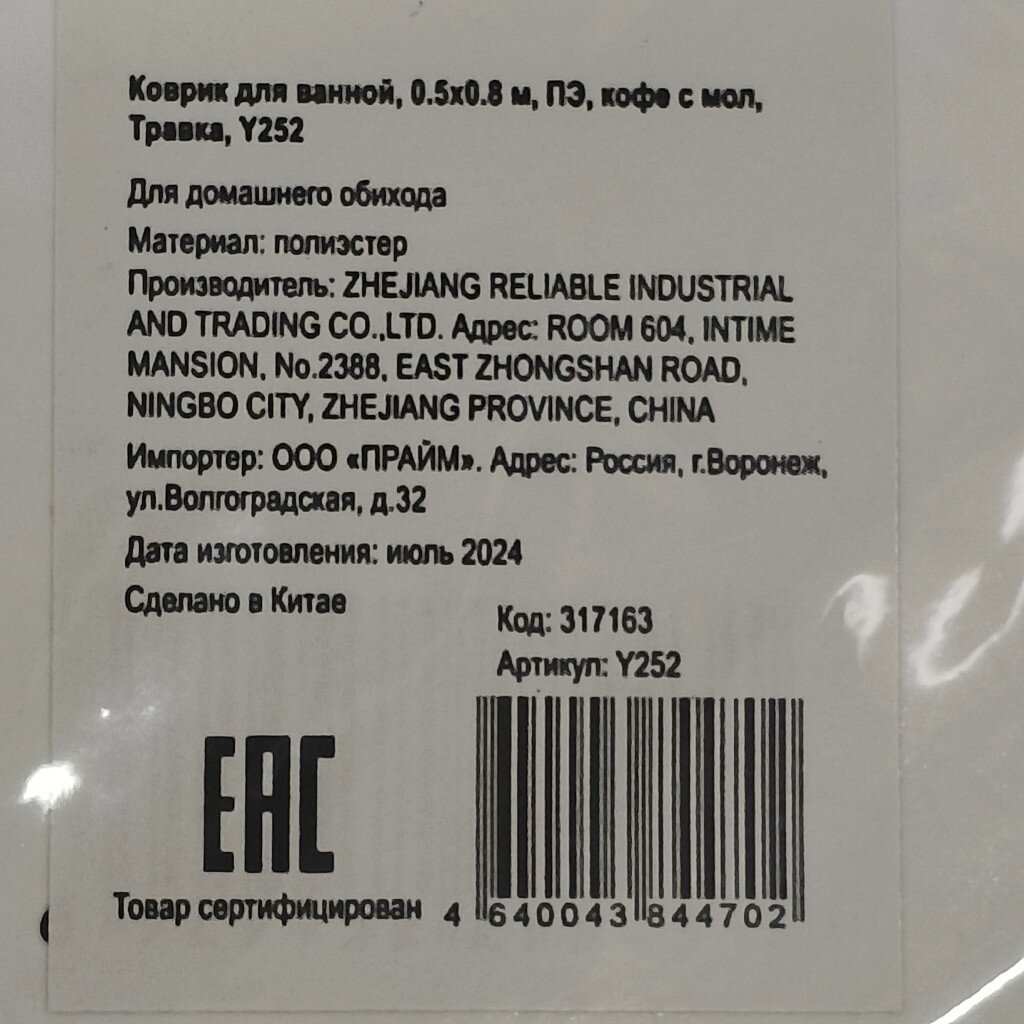 Коврик для ванной, 0.5х0.8 м, ПЭ, кофе с мол,
Травка, Y252
Для домашнего обихода
Материал: полиэстер
Производитель: ZHEJIANG RELIABLE INDUSTRIAL
AND TRADING CO.,LTD. Адрес: ROOM 604, INTIME
MANSION, No.2388, EAST ZHONGSHAN ROAD,
NINGBO CITY, ZHEJIANG PROVINCE, CHINA
Импортер: ООО «ПРАЙМ». Адрес: Россия, г.Воронеж,
ул.Волгоградская, д.32
Дата изготовления: июль 2024
Сделано в Китае
Код: 317163
Артикул: Y252
EAC
Товар сертифицирован
4 640043 844702